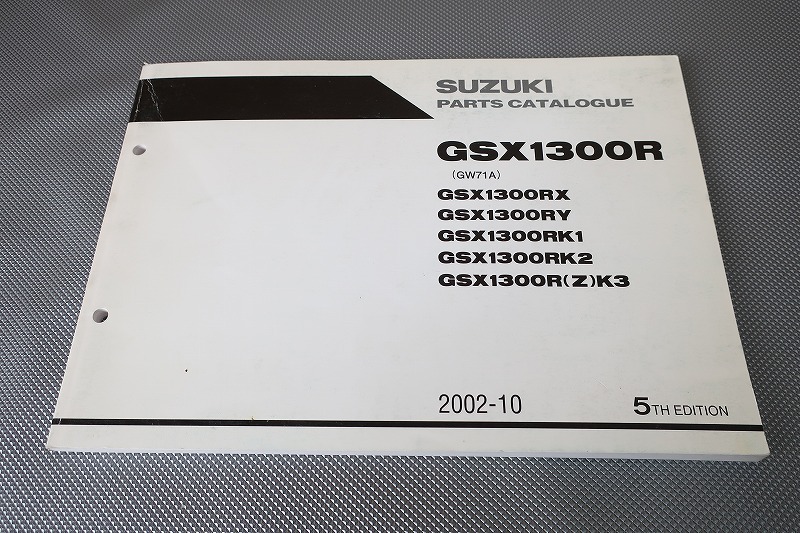 SUZUKI
PARTS CATALOGUE
GSX1300R
(GW71A)
GSX1300RX
GSX1300RY
GSX1300RK1
GSX1300RK2
GSX1300R(Z)K3
2002-10 5TH EDITION